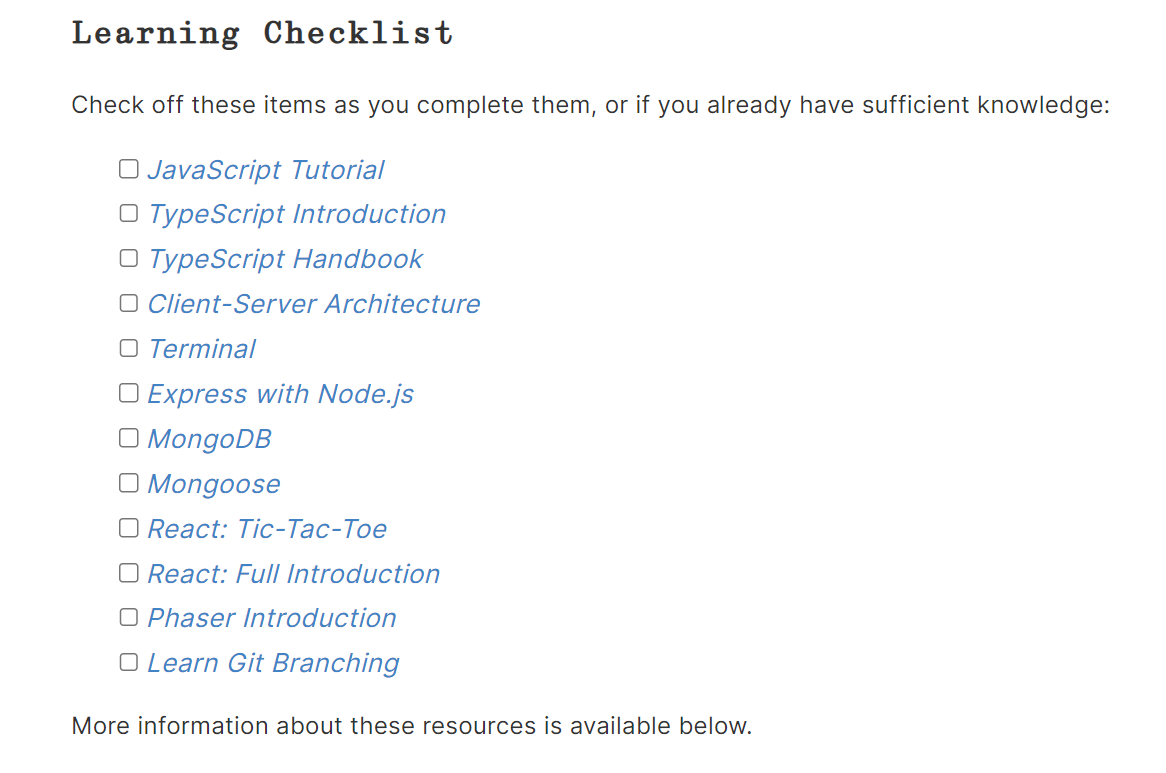 Learning Checklist
Check off these items as you complete them, or if you already have sufficient knowledge:
JavaScript Tutorial
TypeScript Introduction
TypeScript Handbook
Client-Server Architecture
Terminal
Express with Node.js
MongoDB
Mongoose
React: Tic-Tac-Toe
React: Full Introduction
Phaser Introduction
Learn Git Branching
More information about these resources is available below.